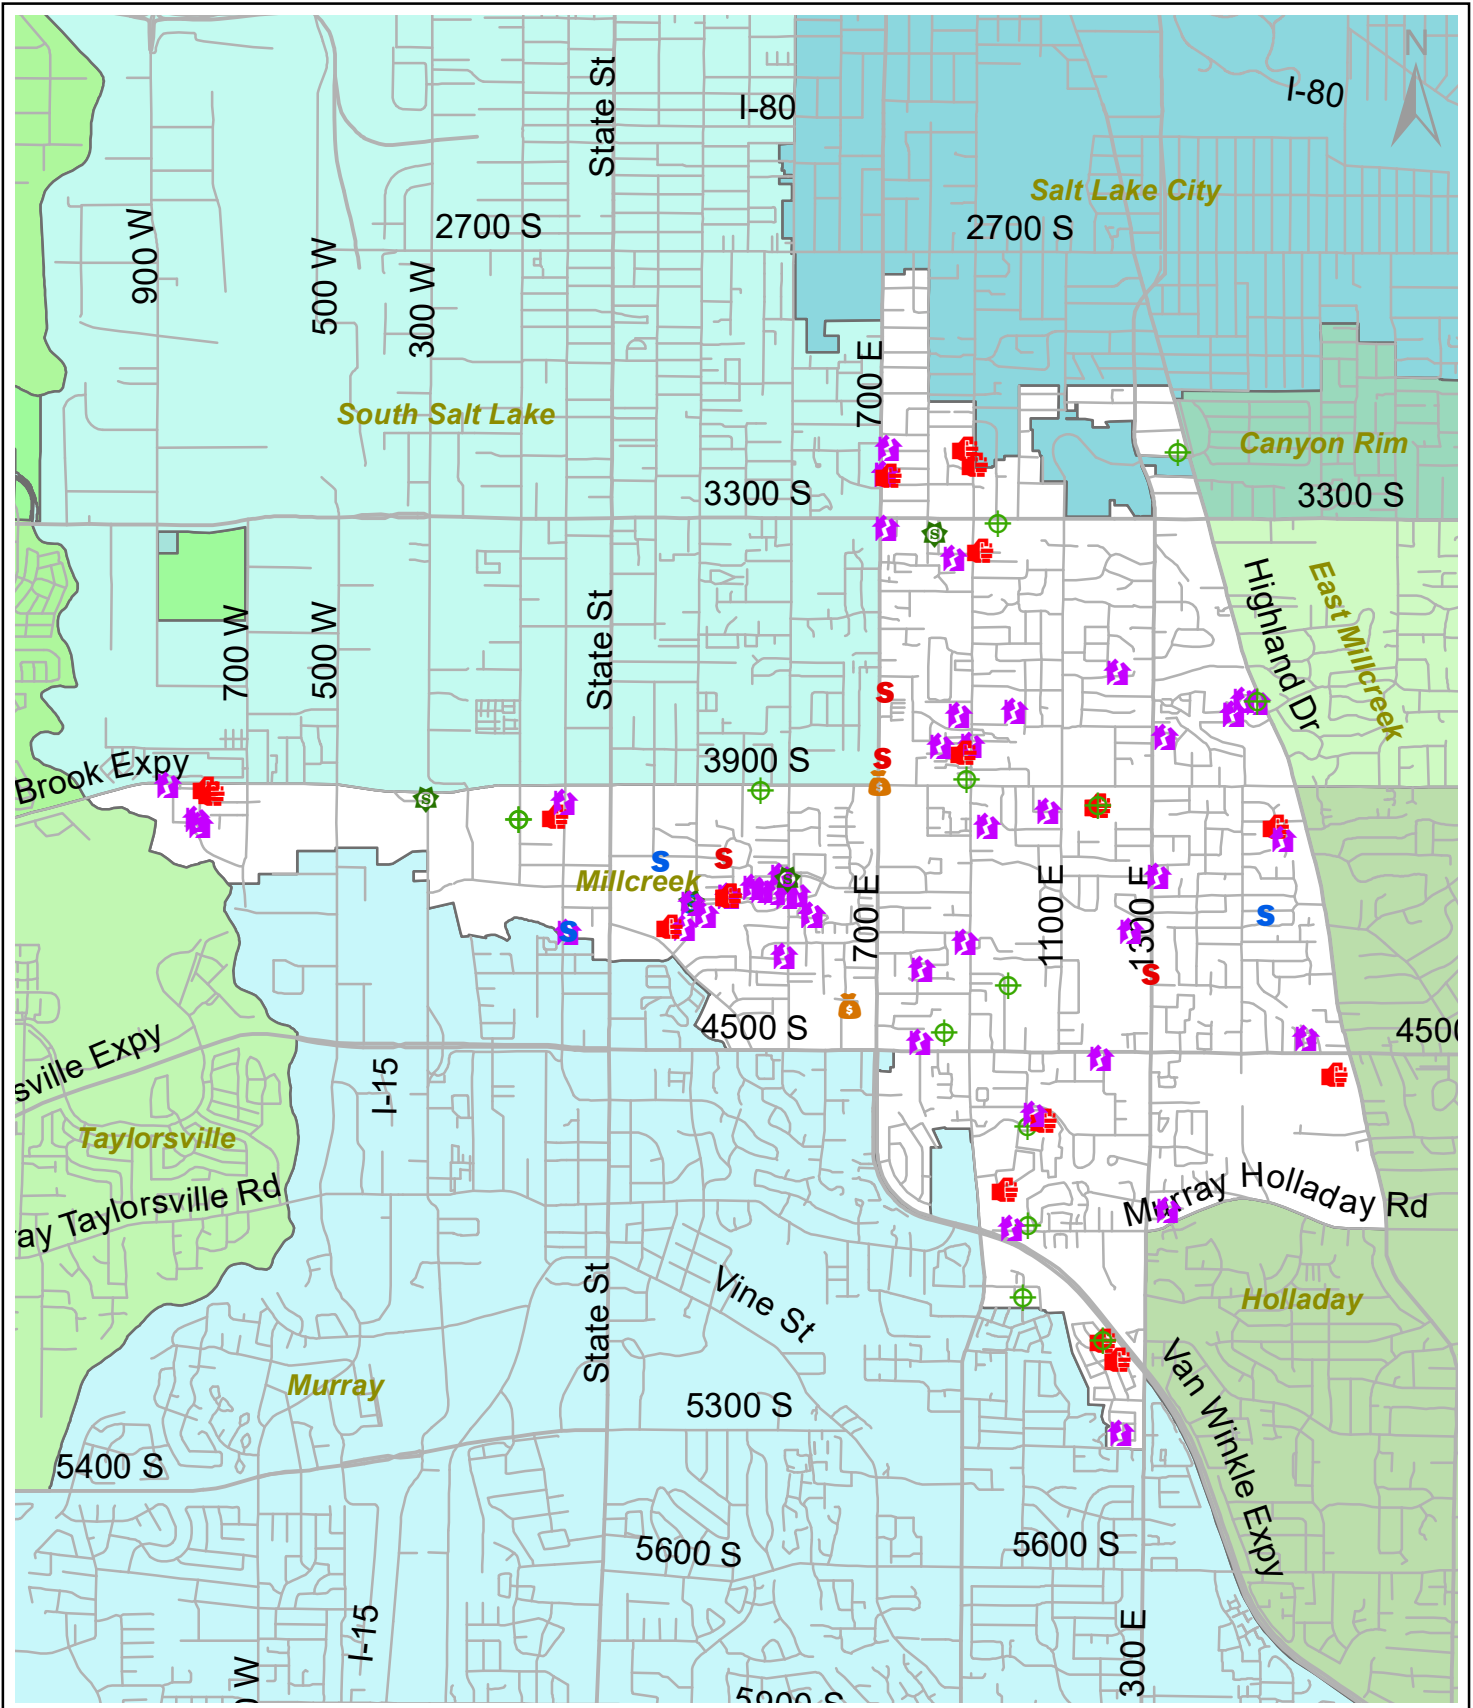 N
State St
I-80
I-80
Salt Lake City
900 W
2700 S
2700 S
500 W
300 W
700 E
South Salt Lake
Canyon Rim
3300 S
3300 S
Highland Dr
East Millcreek
State St
700 W
500 W
3900 S
Brook Expy
Millcreek
700 E
1100 E
1300 E
4500 S
4500
sville Expy
I-15
Taylorsville
ay Taylorsville Rd
Murray Holladay Rd
State St
Vine St
Holladay
Murray
5300 S
Van Winkle Expy
5400 S
5600 S
5600 S
I-15
300 E
0 W
5900 S